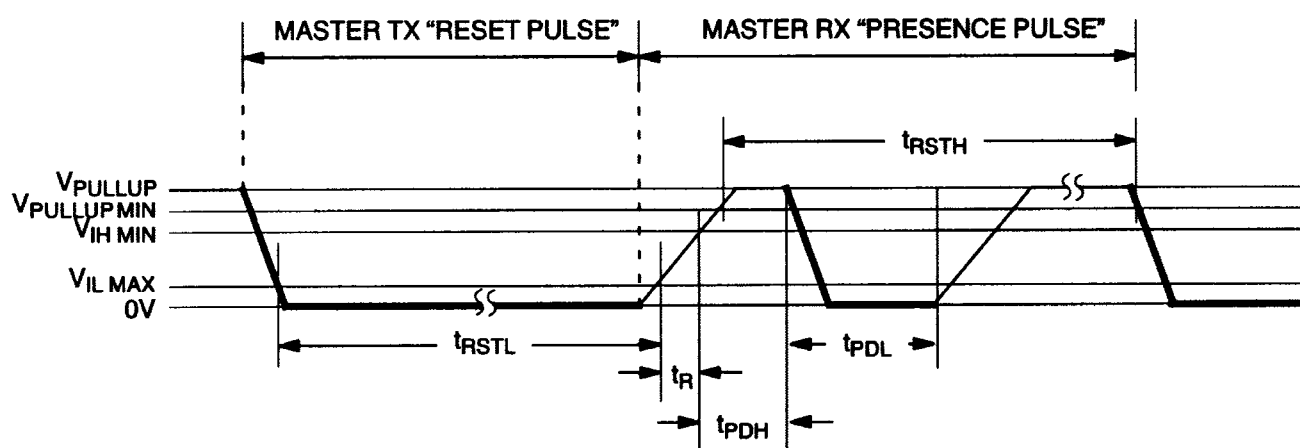 MASTER TX “RESET PULSE”
MASTER RX “PRESENCE PULSE”
tRSTH
VPULLUP
VPULLUP MIN
VIH MIN
VIL MAX
0V
tRSTL
tR
tPDL
tPDH